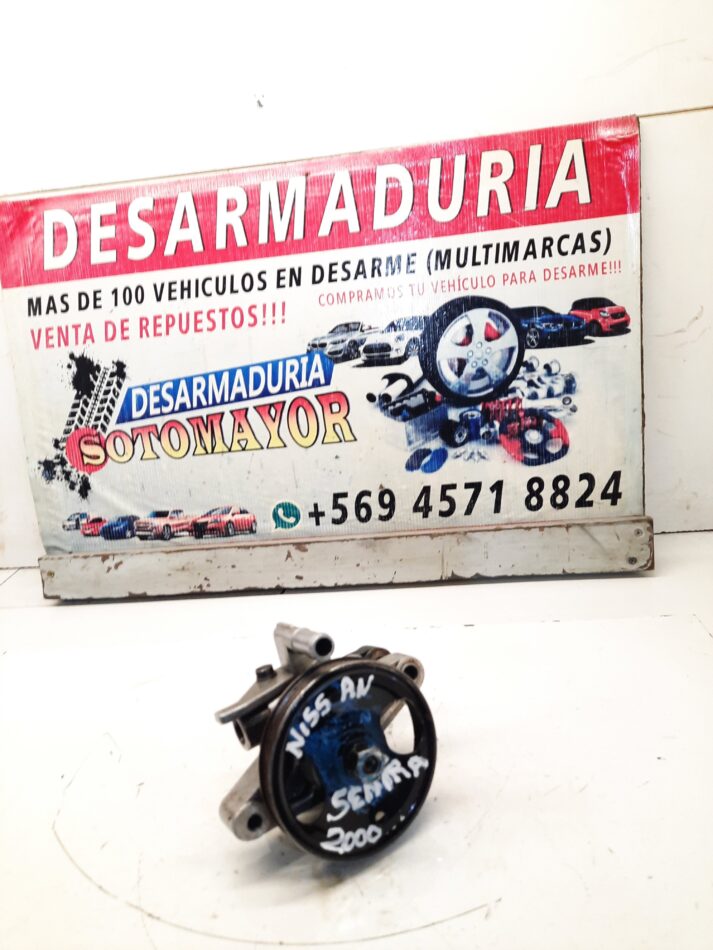 DESARMADURIA
MAS DE 100 VEHICULOS EN DESARME (MULTIMARCAS)
VENTA DE REPUESTOS!!!
COMPRAMOS TU VEHÍCULO PARA DESARME!!!
DESARMADURIA
SOTOMAYOR
+569 4571 8824
NISSAN
SENTRA
2000